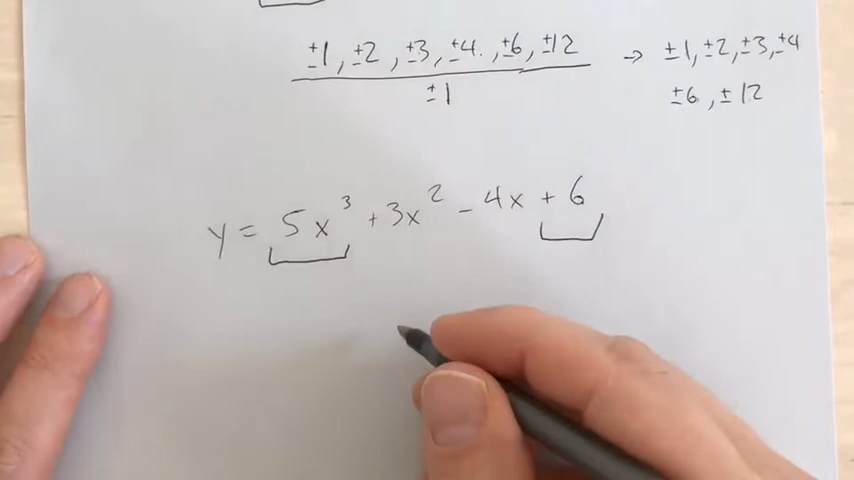 ±1, ±2, ±3, ±4, ±6, ±12 → ±1, ±2, ±3, ±4
±1 ±6, ±12
y = 5x³ + 3x² - 4x + 6